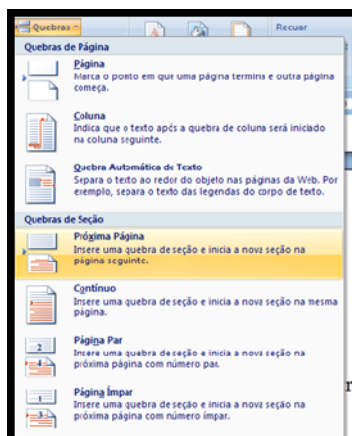 Quebras
Recuar
Quebras de Página
Página
Marca o ponto em que uma página termina e outra página
começa.
Coluna
Indica que o texto após a quebra de coluna será iniciado
na coluna seguinte.
Quebra Automática de Texto
Separa o texto ao redor do objeto nas páginas da Web. Por
exemplo, separa o texto das legendas do corpo de texto.
Quebras de Seção
Próxima Página
Insere uma quebra de seção e inicia a nova seção na
página seguinte.
Contínuo
Insere uma quebra de seção e inicia a nova seção na mesma
página.
Página Par
Insere uma quebra de seção e inicia a nova seção na
próxima página com número par.
Página Ímpar
Insere uma quebra de seção e inicia a nova seção na
próxima página com número ímpar.